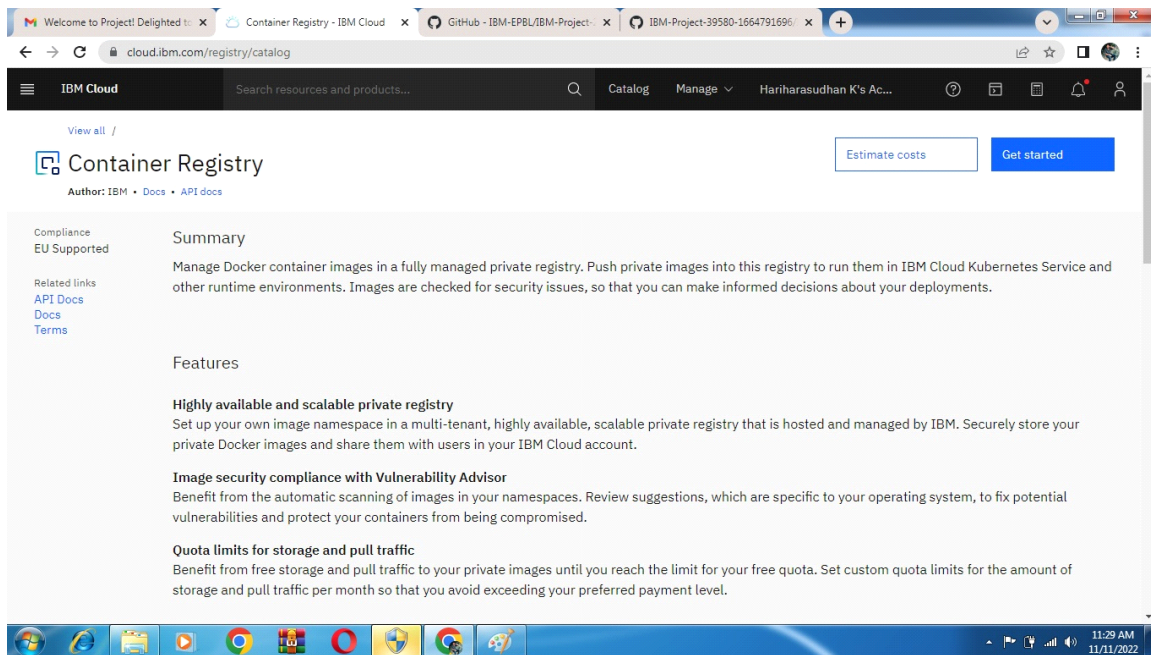 Welcome to Project! Delighted to
Container Registry - IBM Cloud
GitHub - IBM-EPBL/IBM-Project-
IBM-Project-39580-1664791696/
cloud.ibm.com/registry/catalog
IBM Cloud
Search resources and products...
Catalog
Manage
Hariharasudhan K's Ac...
View all /
Container Registry
Estimate costs
Get started
Author: IBM • Docs • API docs
Compliance
EU Supported
Related links
API Docs
Docs
Terms
Summary
Manage Docker container images in a fully managed private registry. Push private images into this registry to run them in IBM Cloud Kubernetes Service and
other runtime environments. Images are checked for security issues, so that you can make informed decisions about your deployments.
Features
Highly available and scalable private registry
Set up your own image namespace in a multi-tenant, highly available, scalable private registry that is hosted and managed by IBM. Securely store your
private Docker images and share them with users in your IBM Cloud account.
Image security compliance with Vulnerability Advisor
Benefit from the automatic scanning of images in your namespaces. Review suggestions, which are specific to your operating system, to fix potential
vulnerabilities and protect your containers from being compromised.
Quota limits for storage and pull traffic
Benefit from free storage and pull traffic to your private images until you reach the limit for your free quota. Set custom quota limits for the amount of
storage and pull traffic per month so that you avoid exceeding your preferred payment level.
11:29 AM
11/11/2022